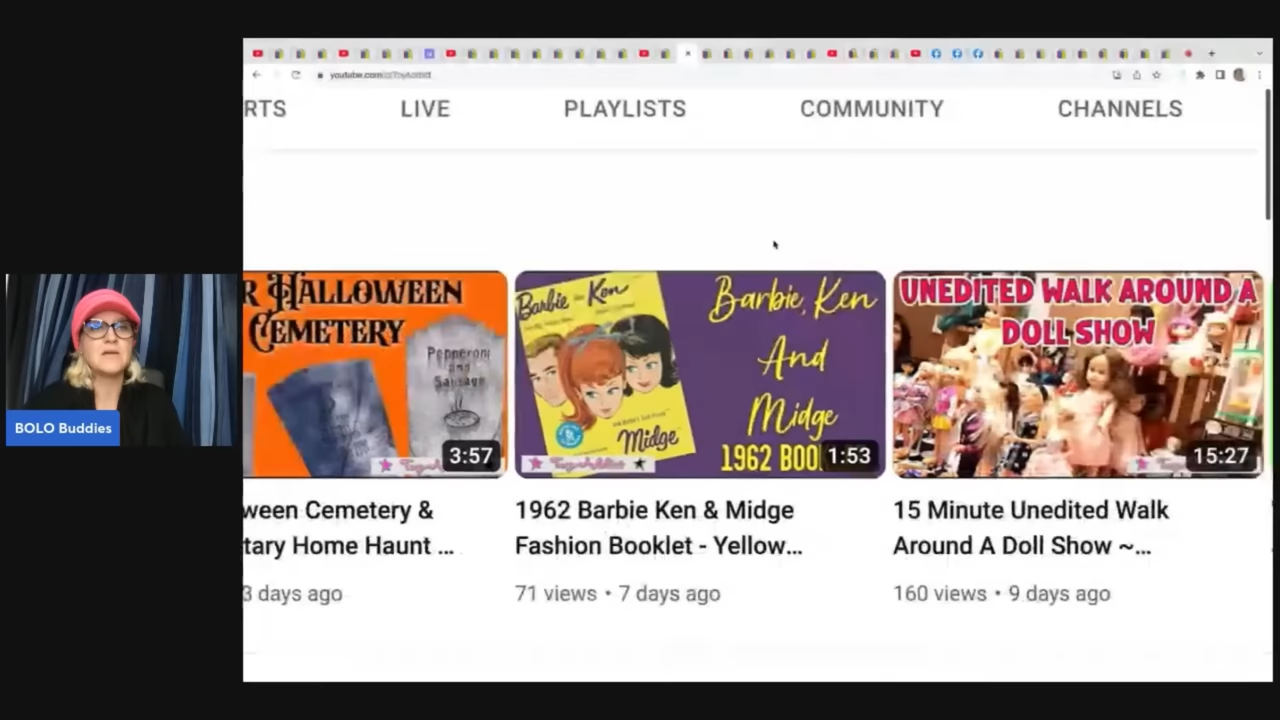 RTS LIVE PLAYLISTS COMMUNITY CHANNELS
R HALLOWEEN
CEMETERY
Pepperoni
and
Sausage
3:57
Barbie Ken
Midge
Barbie, Ken
And
Midge
1962 BOO
1:53
UNEDITED WALK AROUND A
DOLL SHOW
15:27
BOLO Buddies
ween Cemetery &
tary Home Haunt ...
3 days ago
1962 Barbie Ken & Midge
Fashion Booklet - Yellow...
71 views • 7 days ago
15 Minute Unedited Walk
Around A Doll Show ~...
160 views • 9 days ago